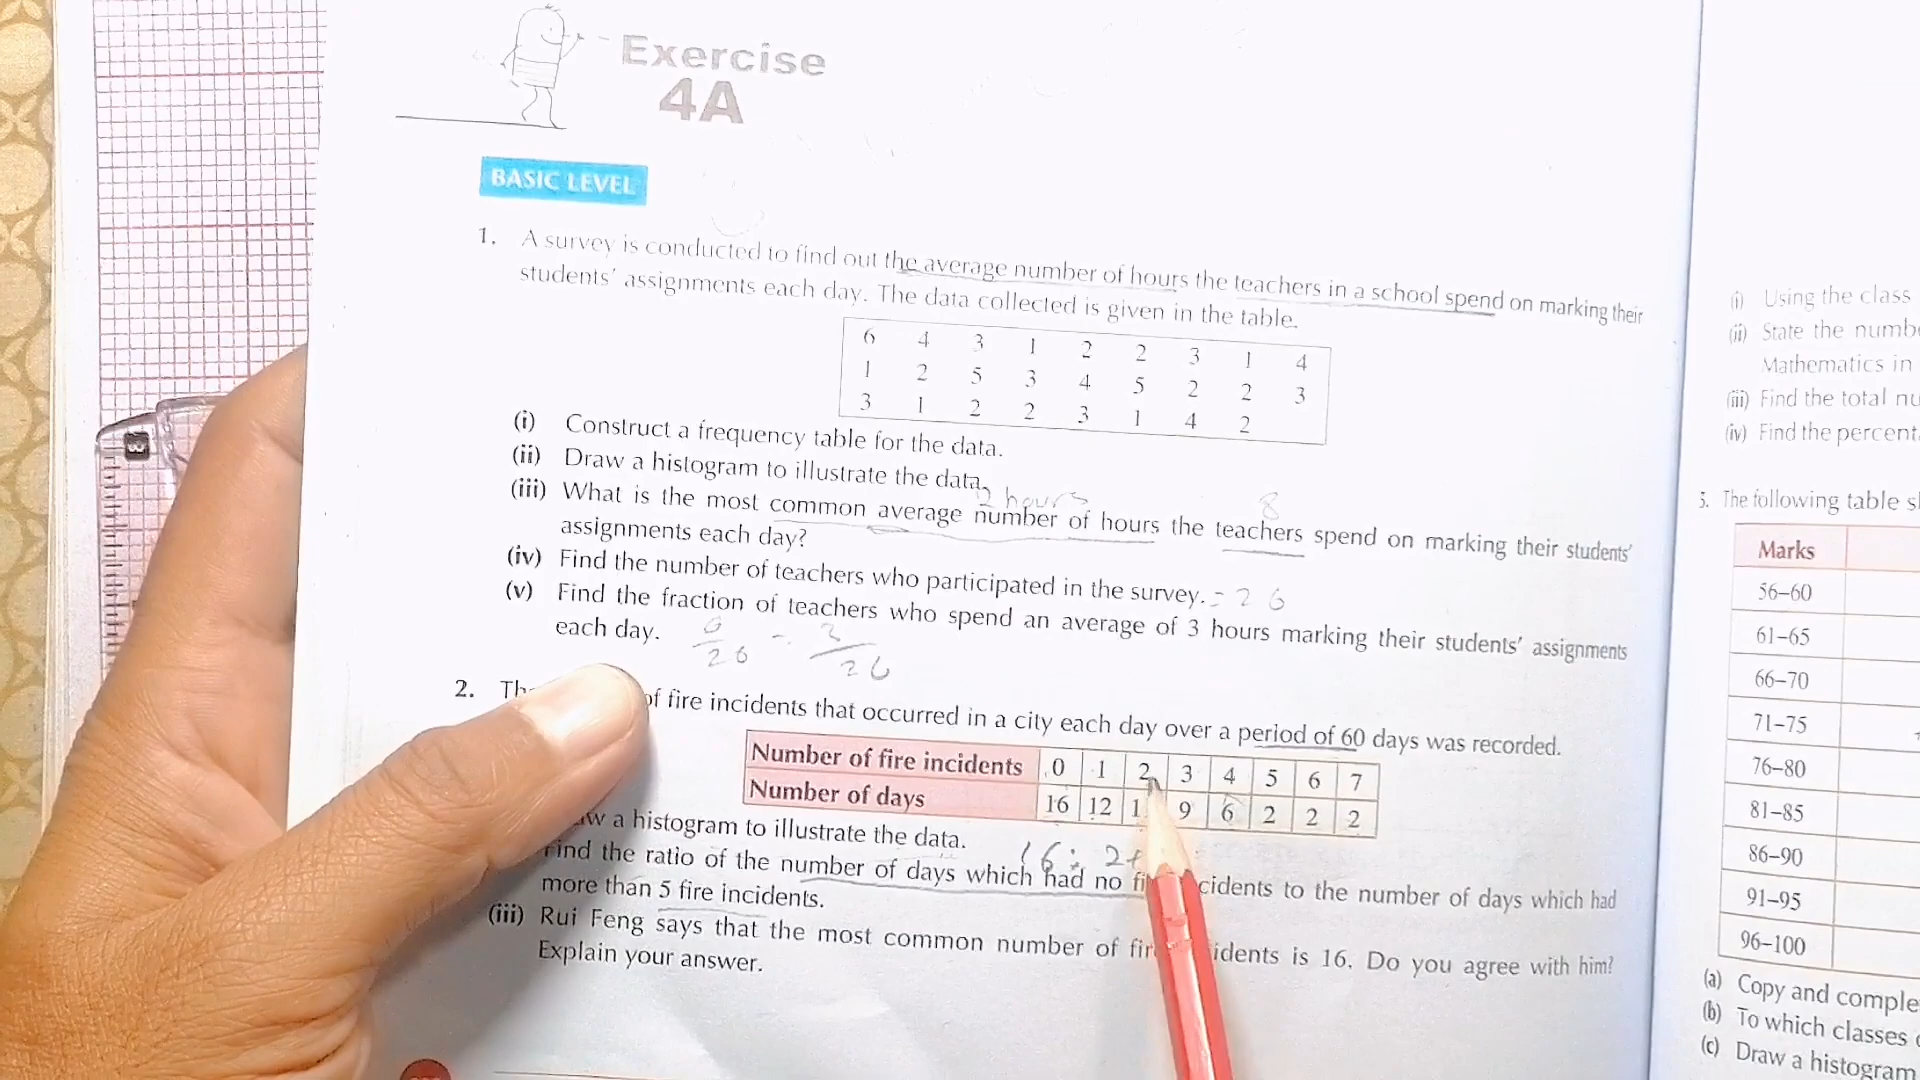 Exercise
4A
BASIC LEVEL
1. A survey is conducted to find out the average number of hours the teachers in a school spend on marking their
students' assignments each day. The data collected is given in the table.
6 4 3 1 2 2 3 1 4
1 2 5 3 4 5 2 2 3
3 1 2 2 3 1 4 2
(i) Construct a frequency table for the data.
(ii) Draw a histogram to illustrate the data.
2 hours 8
(iii) What is the most common average number of hours the teachers spend on marking their students'
assignments each day?
(iv) Find the number of teachers who participated in the survey. = 26
(v) Find the fraction of teachers who spend an average of 3 hours marking their students' assignments
each day.
2. of fire incidents that occurred in a city each day over a period of 60 days was recorded.
Number of fire incidents 0 1 2 3 4 5 6 7
Number of days 16 12 9 6 2 2 2
a histogram to illustrate the data.
16 :
the ratio of the number of days which had no to the number of days which had
more than 5 fire incidents.
(iii) Rui Feng says that the most common number of is 16. Do you agree with him?
Explain your answer.
(i) Using the class
(ii) State the
Mathematics in
(iii) Find the total
(iv) Find the
5. The following table
Marks
56–60
61–65
66–70
71–75
76–80
81–85
86–90
91–95
96–100
(a) Copy and
(b) To which classes
(c) Draw a histogram